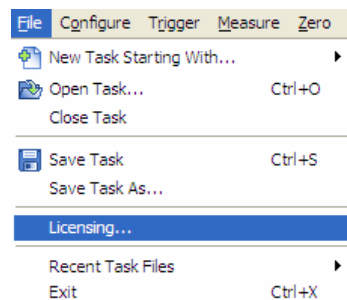 File Configure Trigger Measure Zero
New Task Starting With...
Open Task... Ctrl+O
Close Task
Save Task Ctrl+S
Save Task As...
Licensing...
Recent Task Files
Exit Ctrl+X